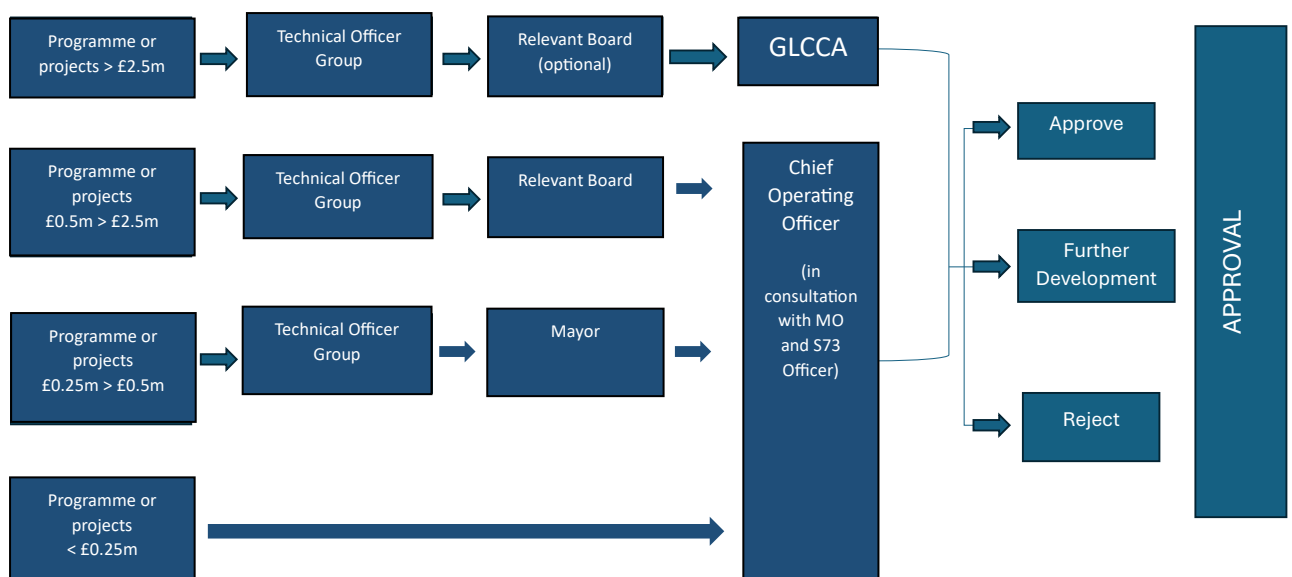 Programme or
projects > £2.5m
Technical Officer
Group
Relevant Board
(optional)
GLCCA
Programme or
projects
£0.5m > £2.5m
Technical Officer
Group
Relevant Board
Programme or
projects
£0.25m > £0.5m
Technical Officer
Group
Mayor
Programme or
projects
< £0.25m
Chief
Operating
Officer
(in
consultation
with MO
and S73
Officer)
Approve
Further
Development
Reject
APPROVAL